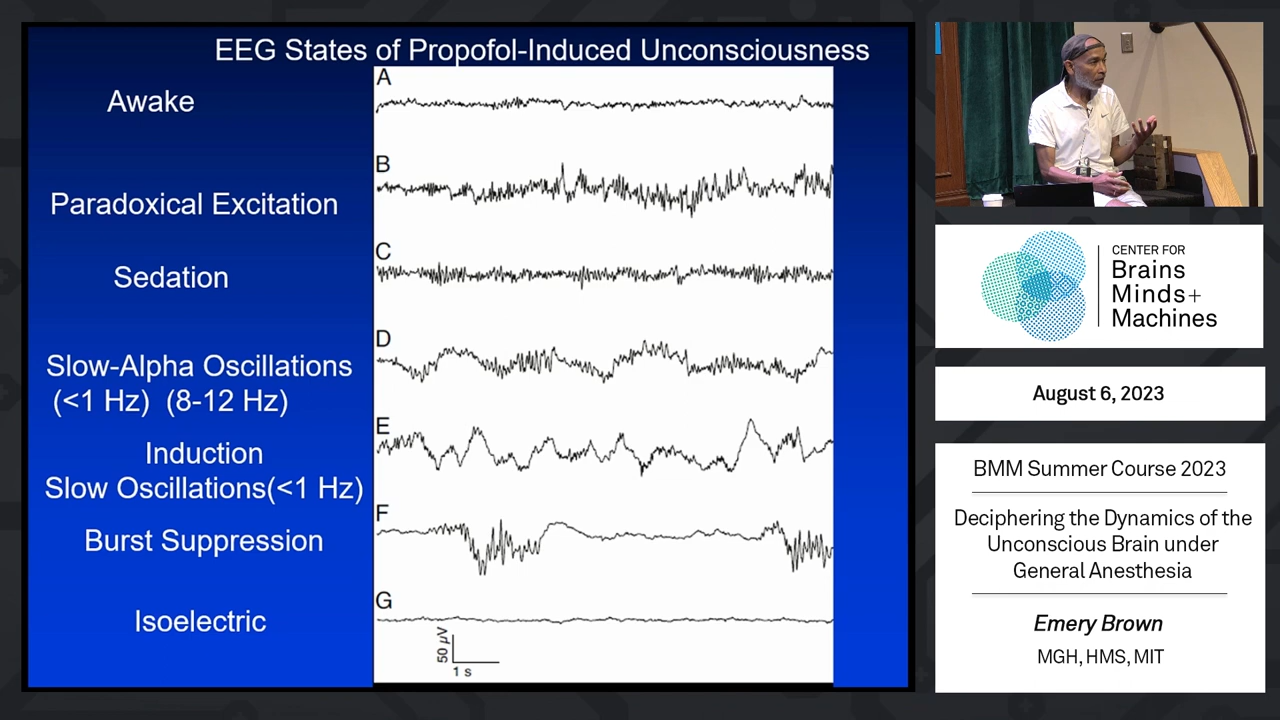 EEG States of Propofol-Induced Unconsciousness
A
Awake
B
Paradoxical Excitation
C
Sedation
D
Slow-Alpha Oscillations
(<1 Hz) (8-12 Hz)
E
Induction
Slow Oscillations(<1 Hz)
F
Burst Suppression
G
Isoelectric
50 µV
1 s
CENTER FOR
Brains
Minds+
Machines
August 6, 2023
BMM Summer Course 2023
Deciphering the Dynamics of the
Unconscious Brain under
General Anesthesia
Emery Brown
MGH, HMS, MIT